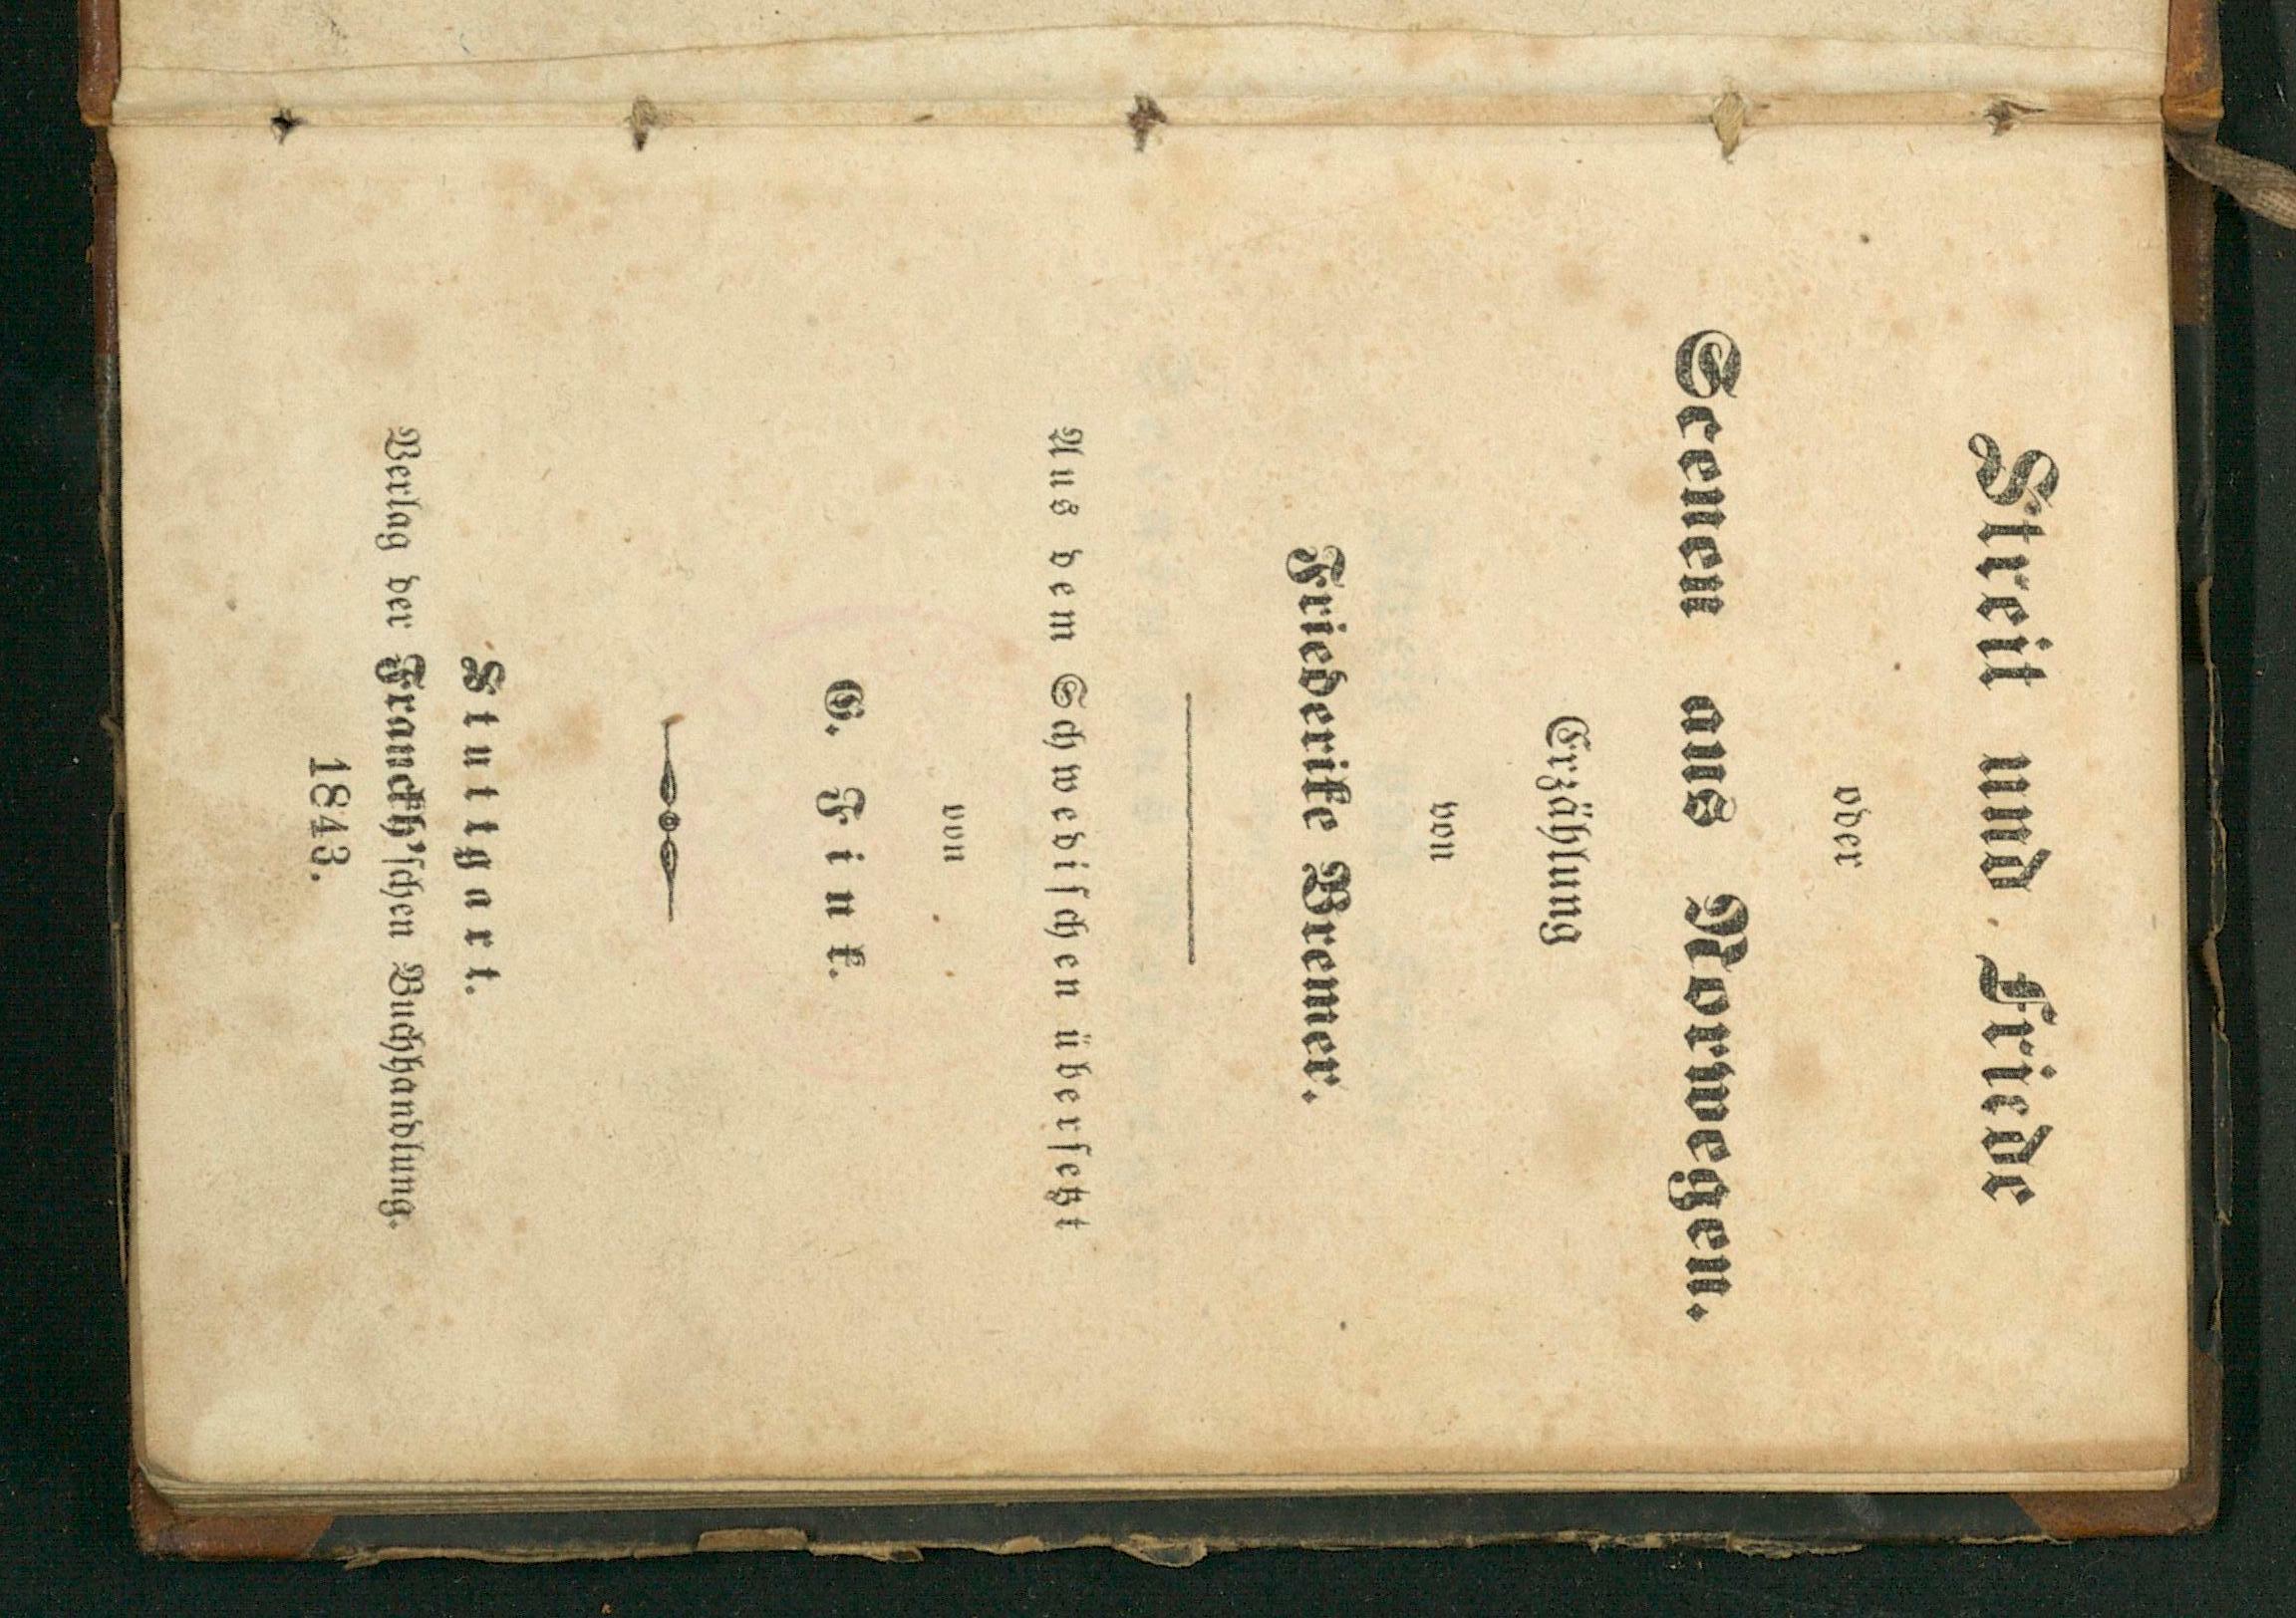 Streit und Friede
oder
Scenen aus Norwegen.
Erzählung
von
Friederike Bremer.
Aus dem Schwedischen übersetzt
von
G. Fink.
Stuttgart.
Verlag der Franckh'schen Buchhandlung.
1843.